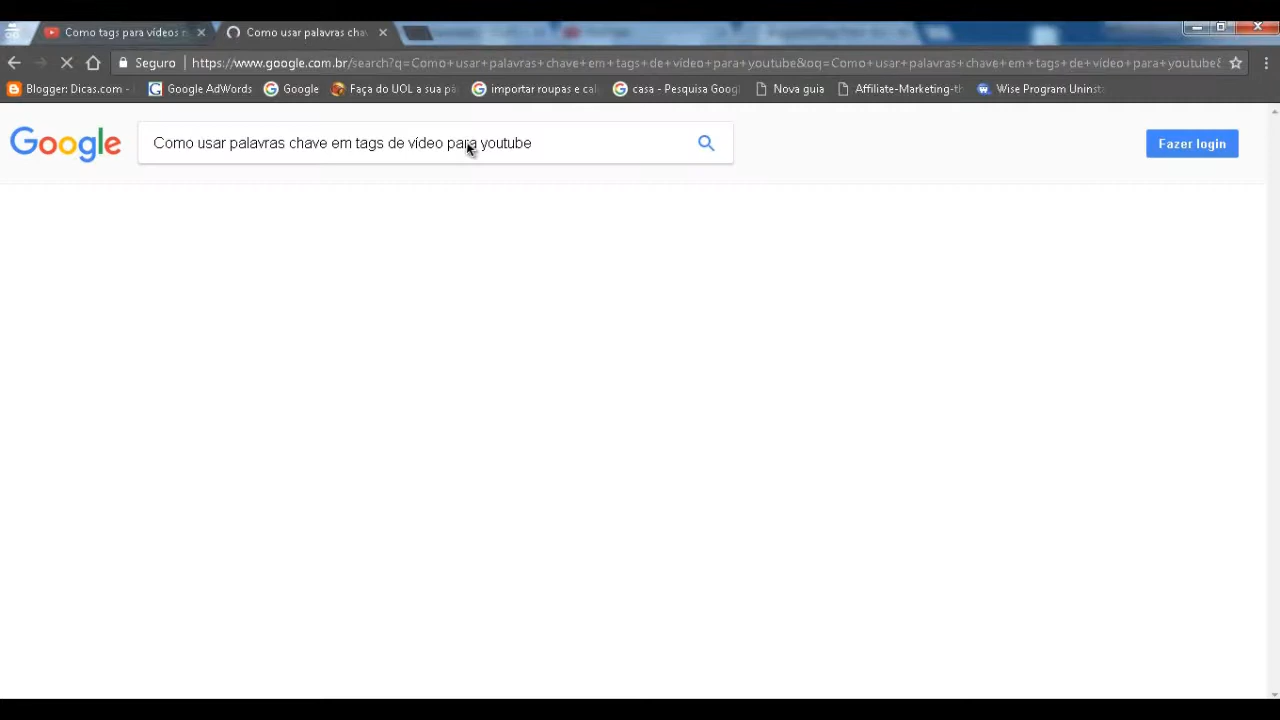 Como tags para vídeos
Como usar palavras cha
Seguro
https://www.google.com.br/search?q=Como+usar+palavras+chave+em+tags+de+vídeo+para+youtube&oq=Como+usar+palavras+chave+em+tags+de+vídeo+para+youtube&
Blogger: Dicas.com -
Google AdWords
Google
Faça do UOL a sua pá
importar roupas e cal
casa - Pesquisa Googl
Nova guia
Affiliate-Marketing-th
Wise Program Uninsta
Google
Como usar palavras chave em tags de vídeo para youtube
Fazer login